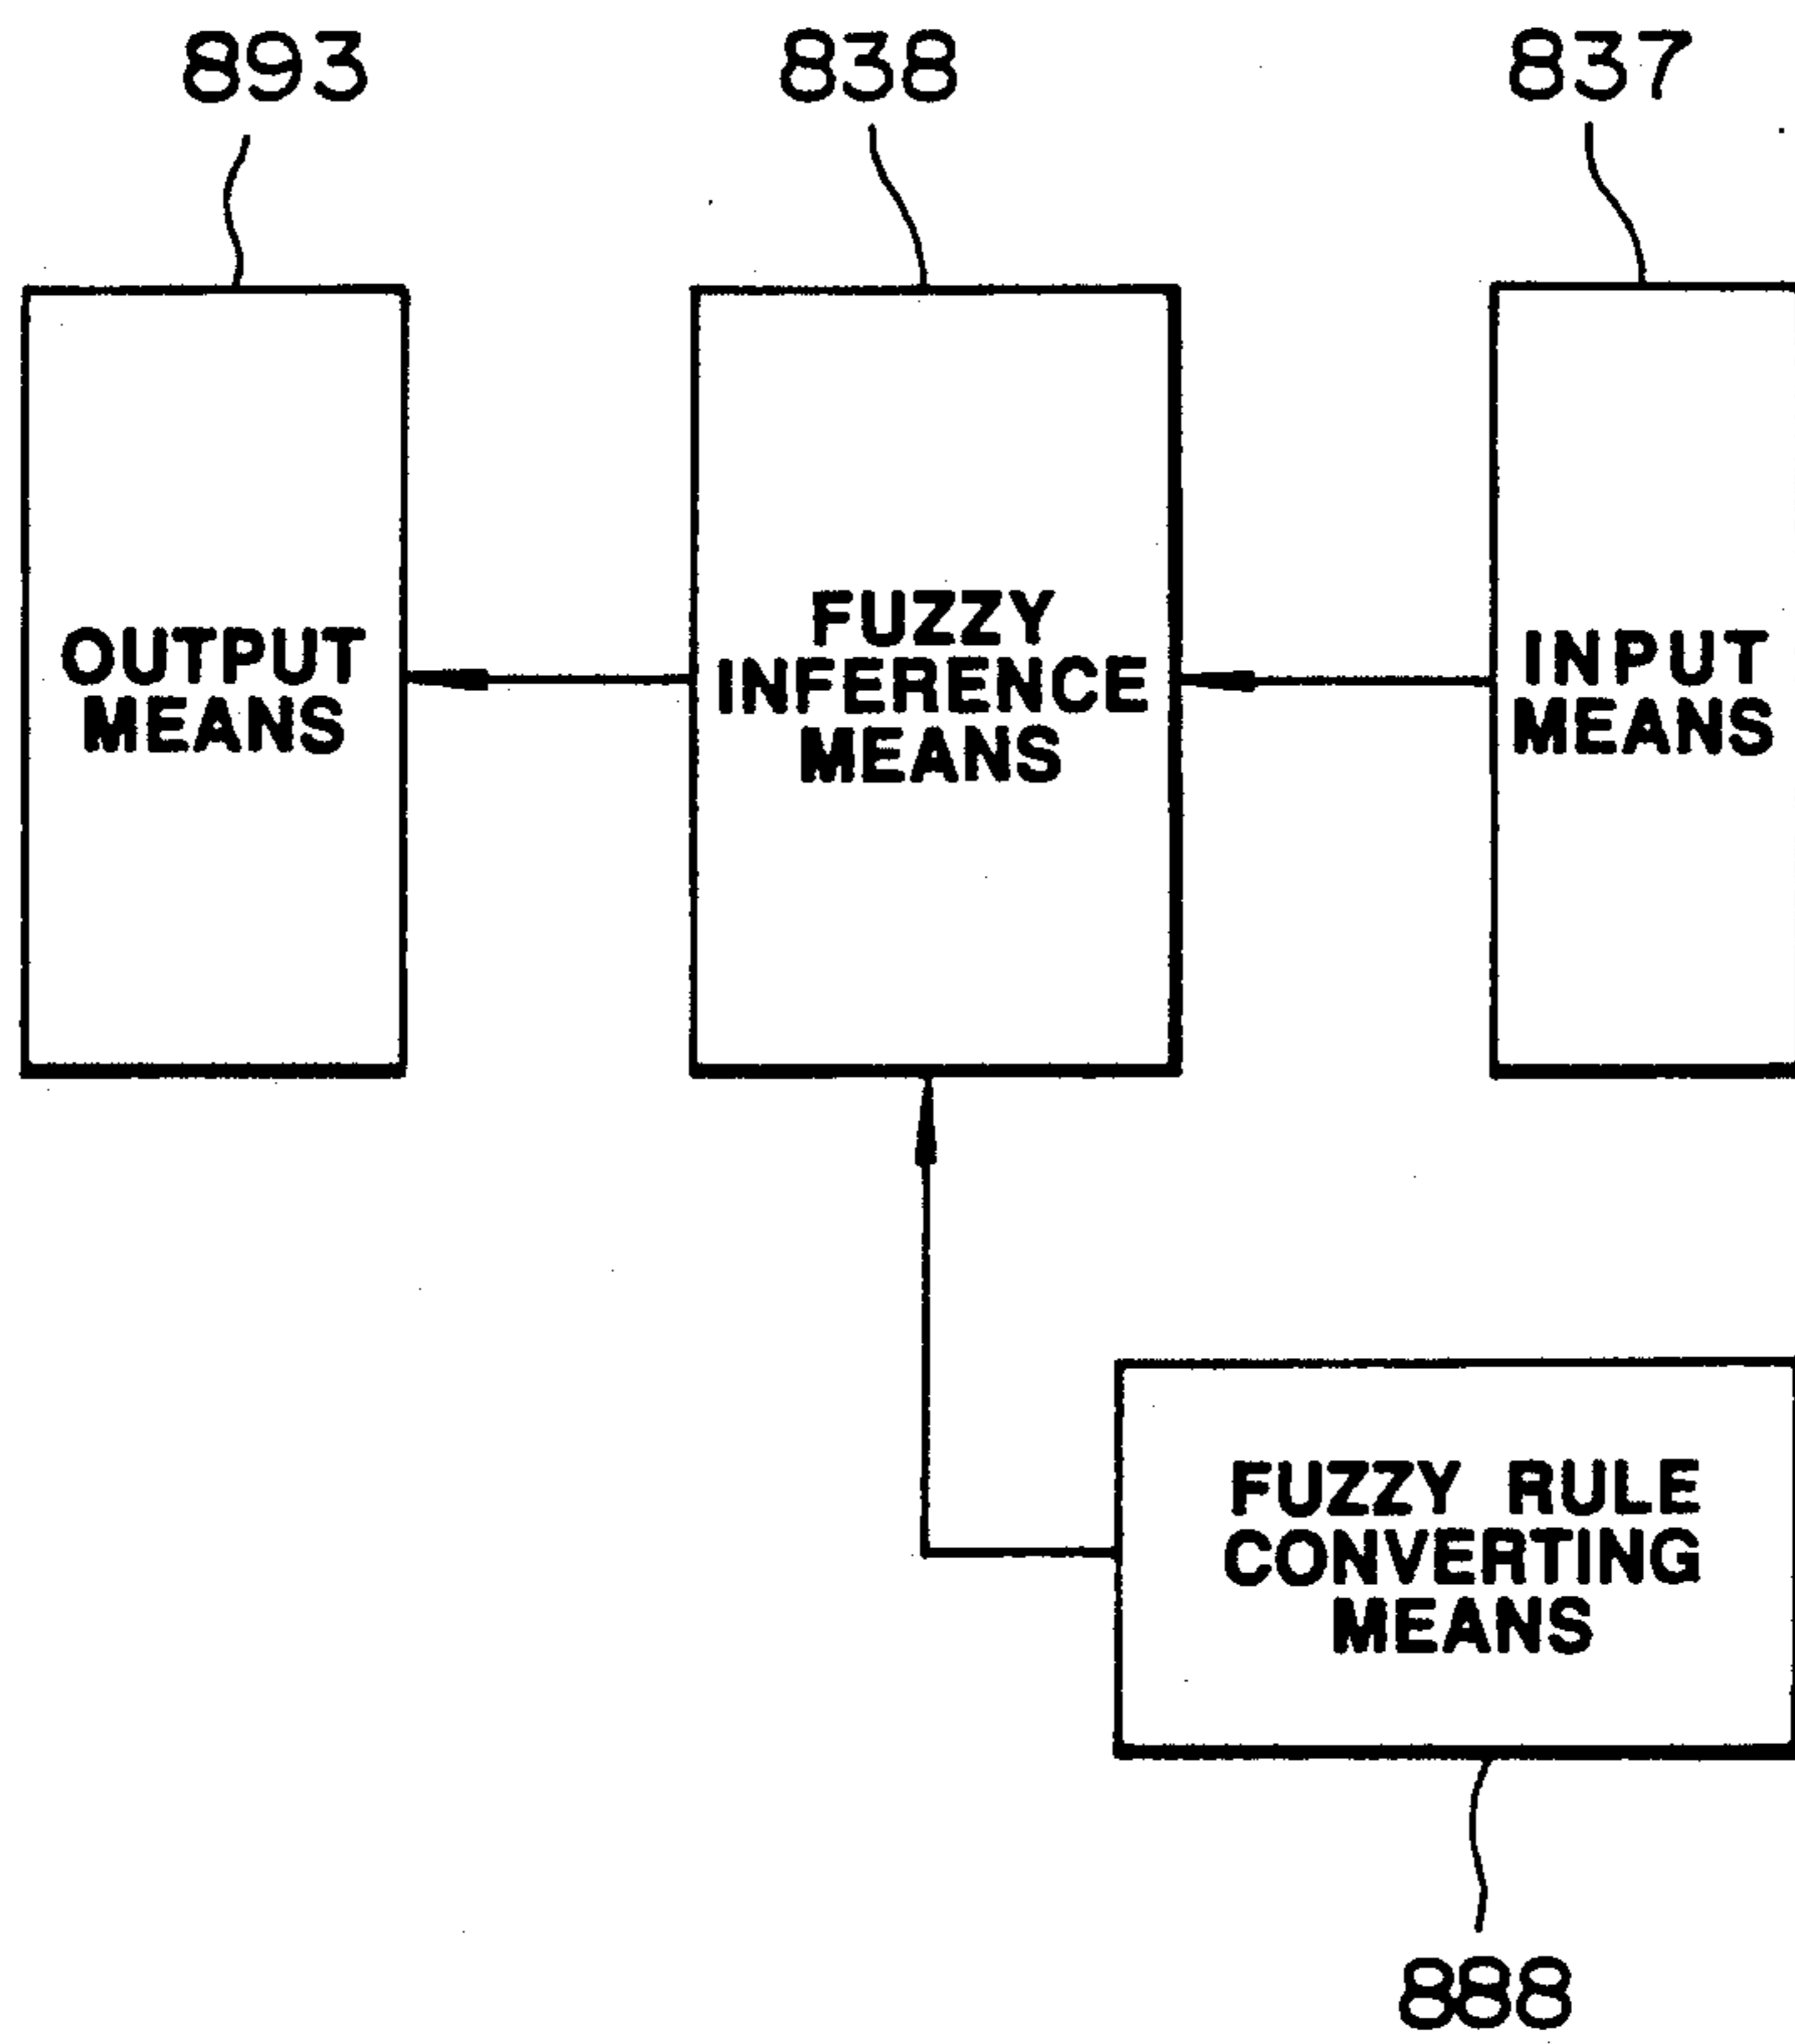 893
838
837
OUTPUT
MEANS
FUZZY
INFERENCE
MEANS
INPUT
MEANS
FUZZY RULE
CONVERTING
MEANS
888